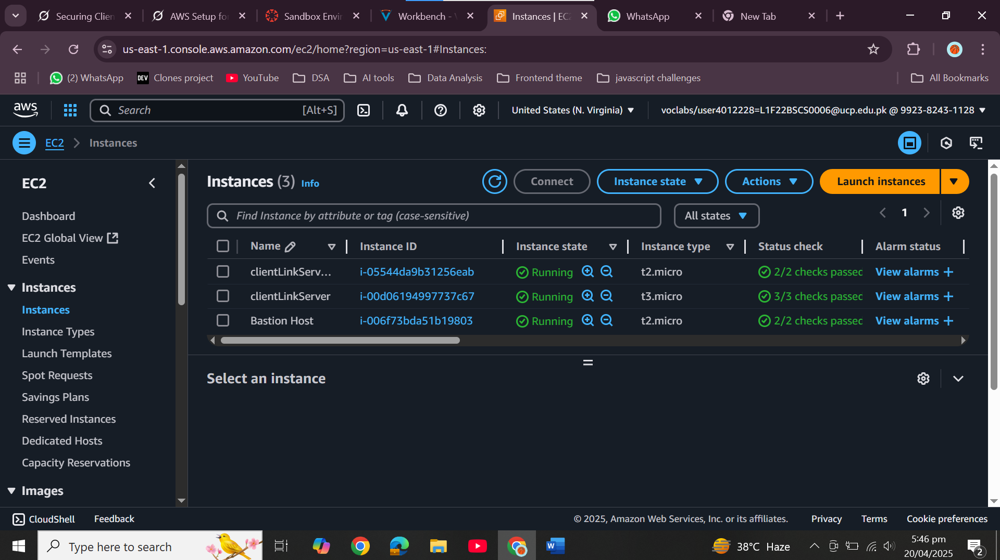 Securing Clien
AWS Setup for
Sandbox Envir
Workbench - V
Instances | EC2
WhatsApp
New Tab
us-east-1.console.aws.amazon.com/ec2/home?region=us-east-1#Instances:
(2) WhatsApp
DEV Clones project
YouTube
DSA
AI tools
Data Analysis
Frontend theme
javascript challenges
All Bookmarks
aws
Search [Alt+S]
United States (N. Virginia)
voclabs/user4012228=L1F22BSCS0006@ucp.edu.pk @ 9923-8243-1128
EC2 Instances
EC2
Dashboard
EC2 Global View
Events
Instances
Instances
Instance Types
Launch Templates
Spot Requests
Savings Plans
Reserved Instances
Dedicated Hosts
Capacity Reservations
Images
Instances (3) Info
Connect
Instance state
Actions
Launch instances
Find Instance by attribute or tag (case-sensitive)
All states
1
Name Instance ID Instance state Instance type Status check Alarm status
clientLinkServ... i-05544da9b31256eab Running t2.micro 2/2 checks passed View alarms +
clientLinkServer i-00d06194997737c67 Running t3.micro 3/3 checks passed View alarms +
Bastion Host i-006f73bda51b19803 Running t2.micro 2/2 checks passed View alarms +
Select an instance
CloudShell Feedback
© 2025, Amazon Web Services, Inc. or its affiliates. Privacy Terms Cookie preferences
Type here to search
38°C Haze
5:46 pm
20/04/2025
2